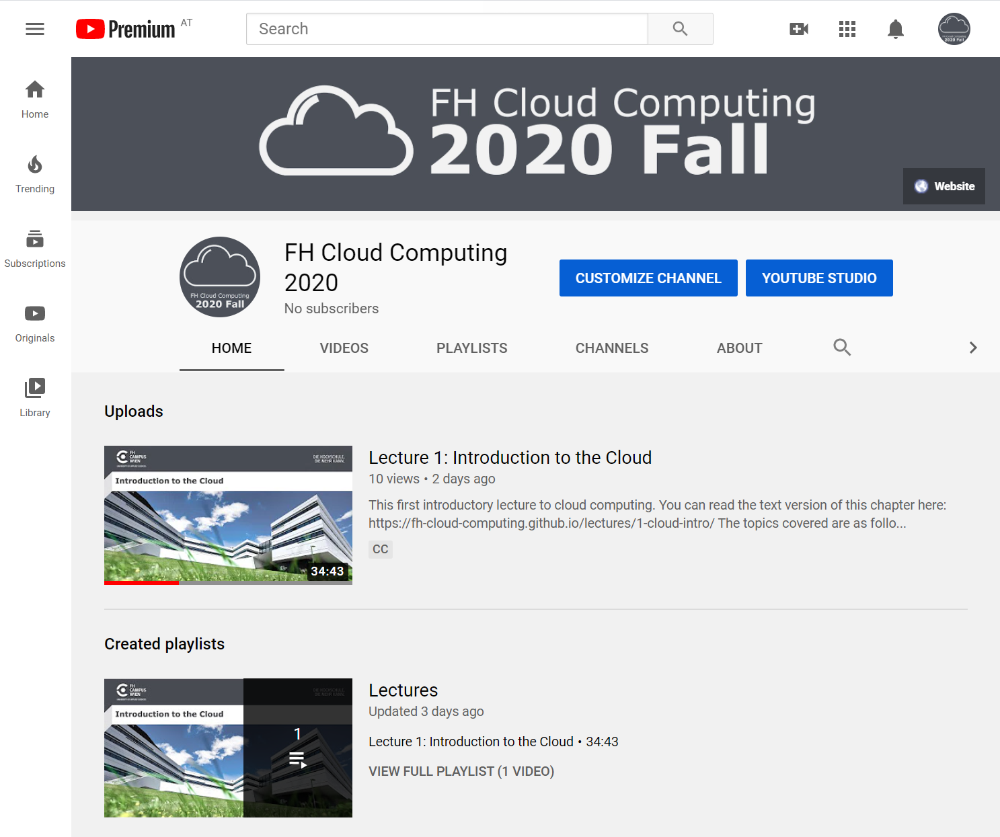 Premium AT
Search
FH Cloud Computing
2020 Fall
Home
Trending
Website
Subscriptions
FH Cloud Computing
2020
No subscribers
FH Cloud Computing
2020 Fall
CUSTOMIZE CHANNEL
YOUTUBE STUDIO
Originals
HOME
VIDEOS
PLAYLISTS
CHANNELS
ABOUT
Library
Uploads
FH
CAMPUS
WIEN
DIE HOCHSCHULE.
DIE MEHR KANN.
Introduction to the Cloud
34:43
Lecture 1: Introduction to the Cloud
10 views • 2 days ago
This first introductory lecture to cloud computing. You can read the text version of this chapter here:
https://fh-cloud-computing.github.io/lectures/1-cloud-intro/ The topics covered are as follo...
CC
Created playlists
FH
CAMPUS
WIEN
Introduction to the Cloud
1
Lectures
Updated 3 days ago
Lecture 1: Introduction to the Cloud • 34:43
VIEW FULL PLAYLIST (1 VIDEO)